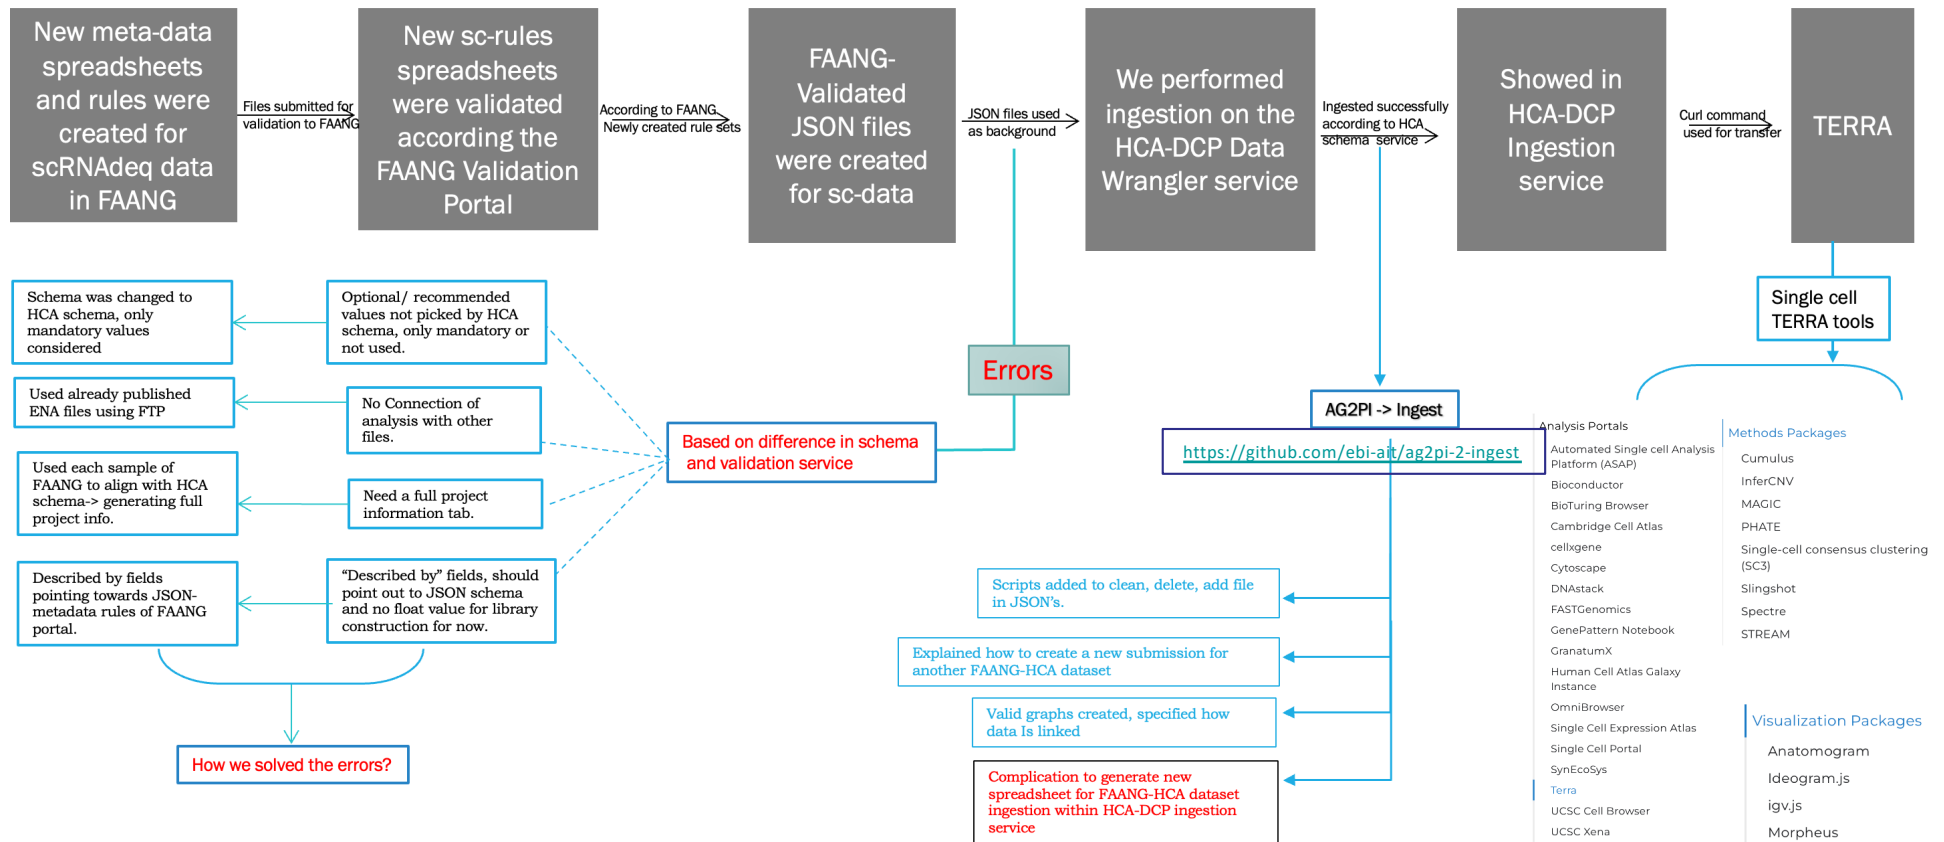 New meta-data
spreadsheets
and rules were
created for
scRNAdeq data
in FAANG
Files submitted for
validation to FAANG
New sc-rules
spreadsheets
were validated
according the
FAANG Validation
Portal
According to FAANG
Newly created rule sets
FAANG-
Validated
JSON files
were created
for sc-data
JSON files used
as background
We performed
ingestion on the
HCA-DCP Data
Wrangler service
Ingested successfully
according to HCA
schema service
Showed in
HCA-DCP
Ingestion
service
Curl command
used for transfer
TERRA
Schema was changed to
HCA schema, only
mandatory values
considered
Optional/ recommended
values not picked by HCA
schema, only mandatory or
not used.
Used already published
ENA files using FTP
No Connection of
analysis with other
files.
Used each sample of
FAANG to align with HCA
schema-> generating full
project info.
Need a full project
information tab.
Described by fields
pointing towards JSON-
metadata rules of FAANG
portal.
“Described by” fields, should
point out to JSON schema
and no float value for library
construction for now.
How we solved the errors?
Based on difference in schema
and validation service
Errors
AG2PI -> Ingest
https://github.com/ebi-ait/ag2pi-2-ingest
Scripts added to clean, delete, add file
in JSON’s.
Explained how to create a new submission for
another FAANG-HCA dataset
Valid graphs created, specified how
data Is linked
Complication to generate new
spreadsheet for FAANG-HCA dataset
ingestion within HCA-DCP ingestion
service
Single cell
TERRA tools
Analysis Portals
Automated Single cell Analysis
Platform (ASAP)
Bioconductor
BioTuring Browser
Cambridge Cell Atlas
cellxgene
Cytoscape
DNAstack
FASTGenomics
GenePattern Notebook
GranatumX
Human Cell Atlas Galaxy
Instance
OmniBrowser
Single Cell Expression Atlas
Single Cell Portal
SynEcoSys
Terra
UCSC Cell Browser
UCSC Xena
Methods Packages
Cumulus
InferCNV
MAGIC
PHATE
Single-cell consensus clustering
(SC3)
Slingshot
Spectre
STREAM
Visualization Packages
Anatomogram
Ideogram.js
igv.js
Morpheus